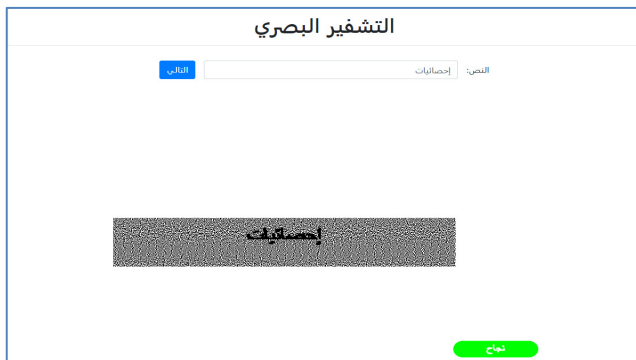 التشفير البصري
النص: إحصائيات التالي
إحصائيات
نجاح